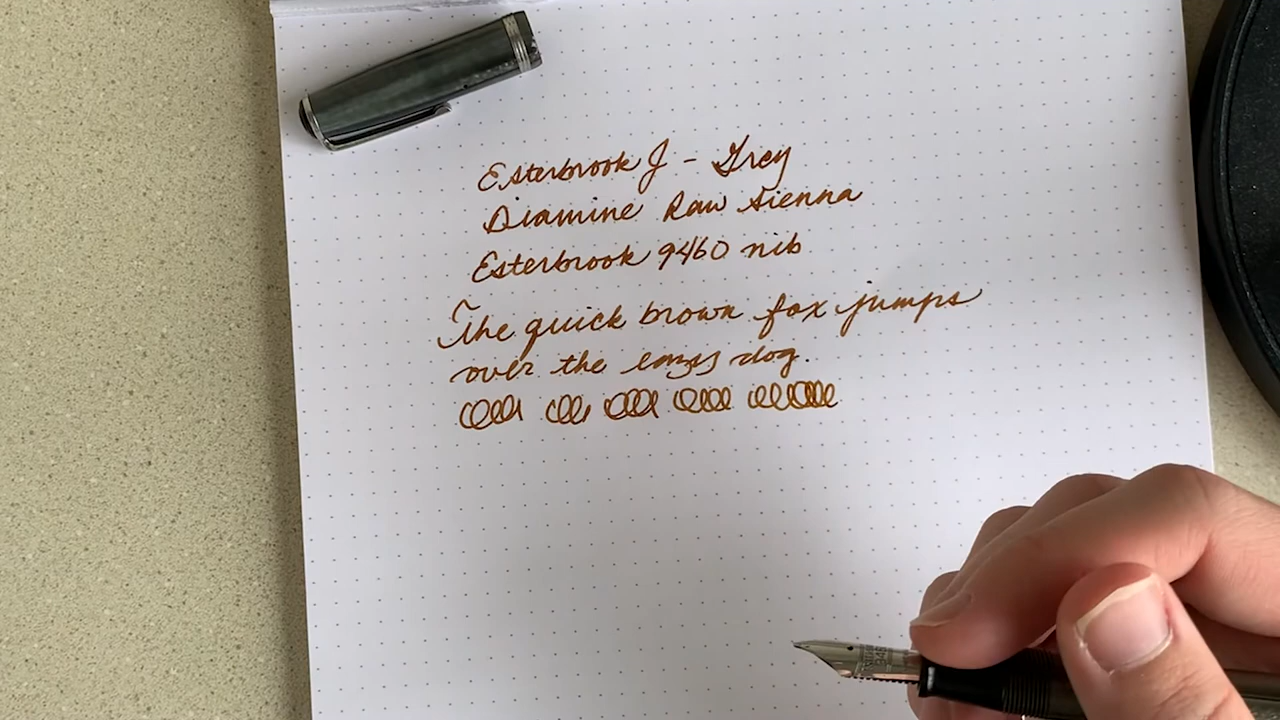 Esterbrook J - Grey
Diamine Raw Sienna
Esterbrook 9460 nib
The quick brown fox jumps
over the lazy dog.